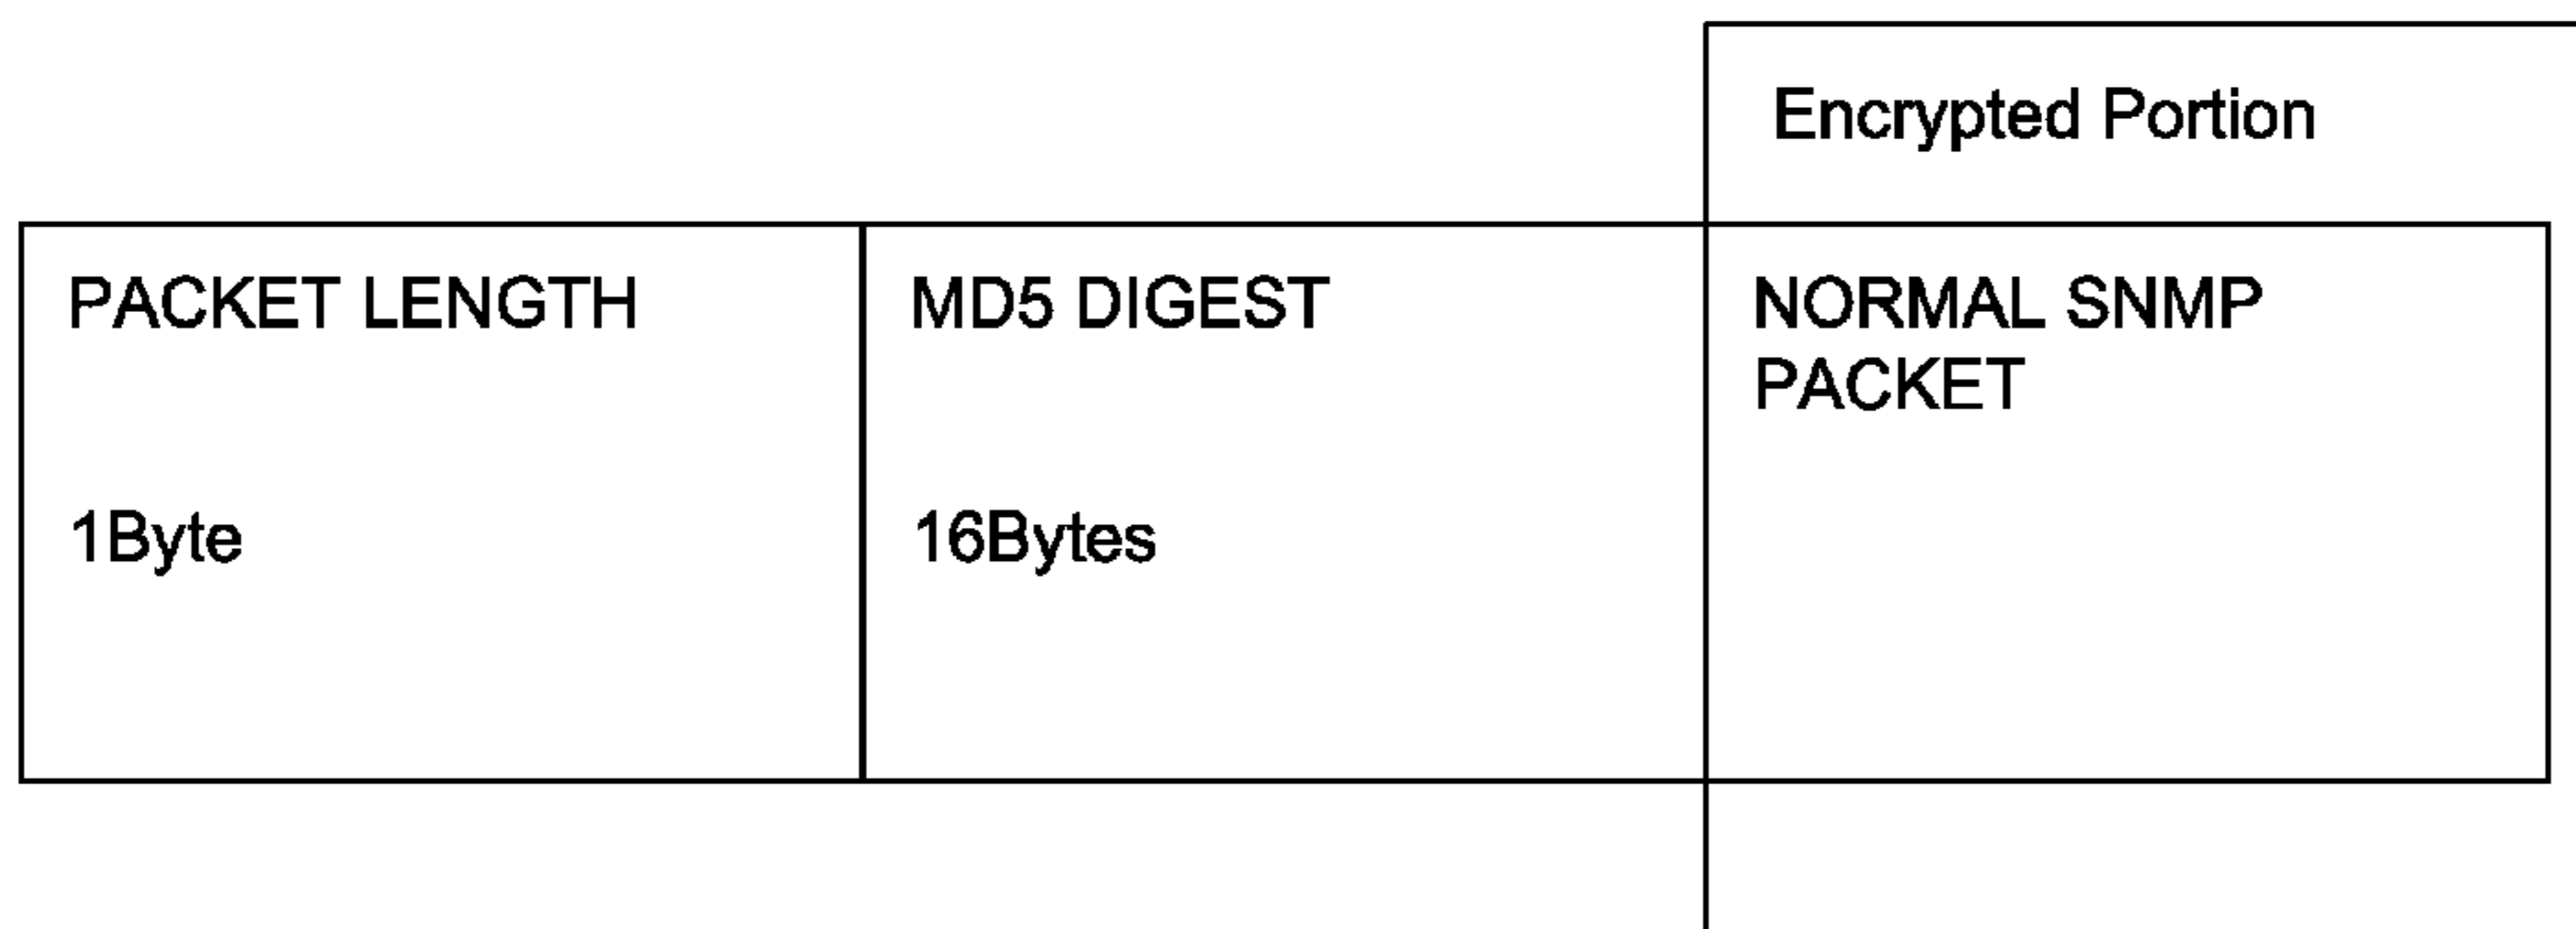 Encrypted Portion
PACKET LENGTH
1Byte
MD5 DIGEST
16Bytes
NORMAL SNMP
PACKET